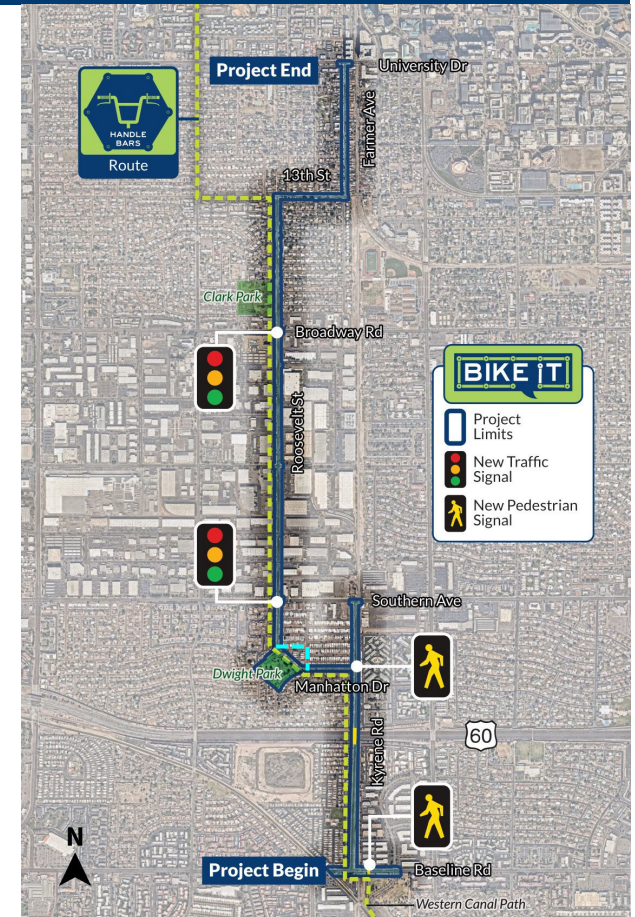 Project End
University Dr
HANDLE
BARS
Route
Farmer Ave
13th St
Clark Park
Broadway Rd
BIKE iT
Project
Limits
New Traffic
Signal
New Pedestrian
Signal
Roosevelt St
Southern Ave
Dwight Park
Manhatton Dr
60
Kyrene Rd
N
Project Begin
Baseline Rd
Western Canal Path